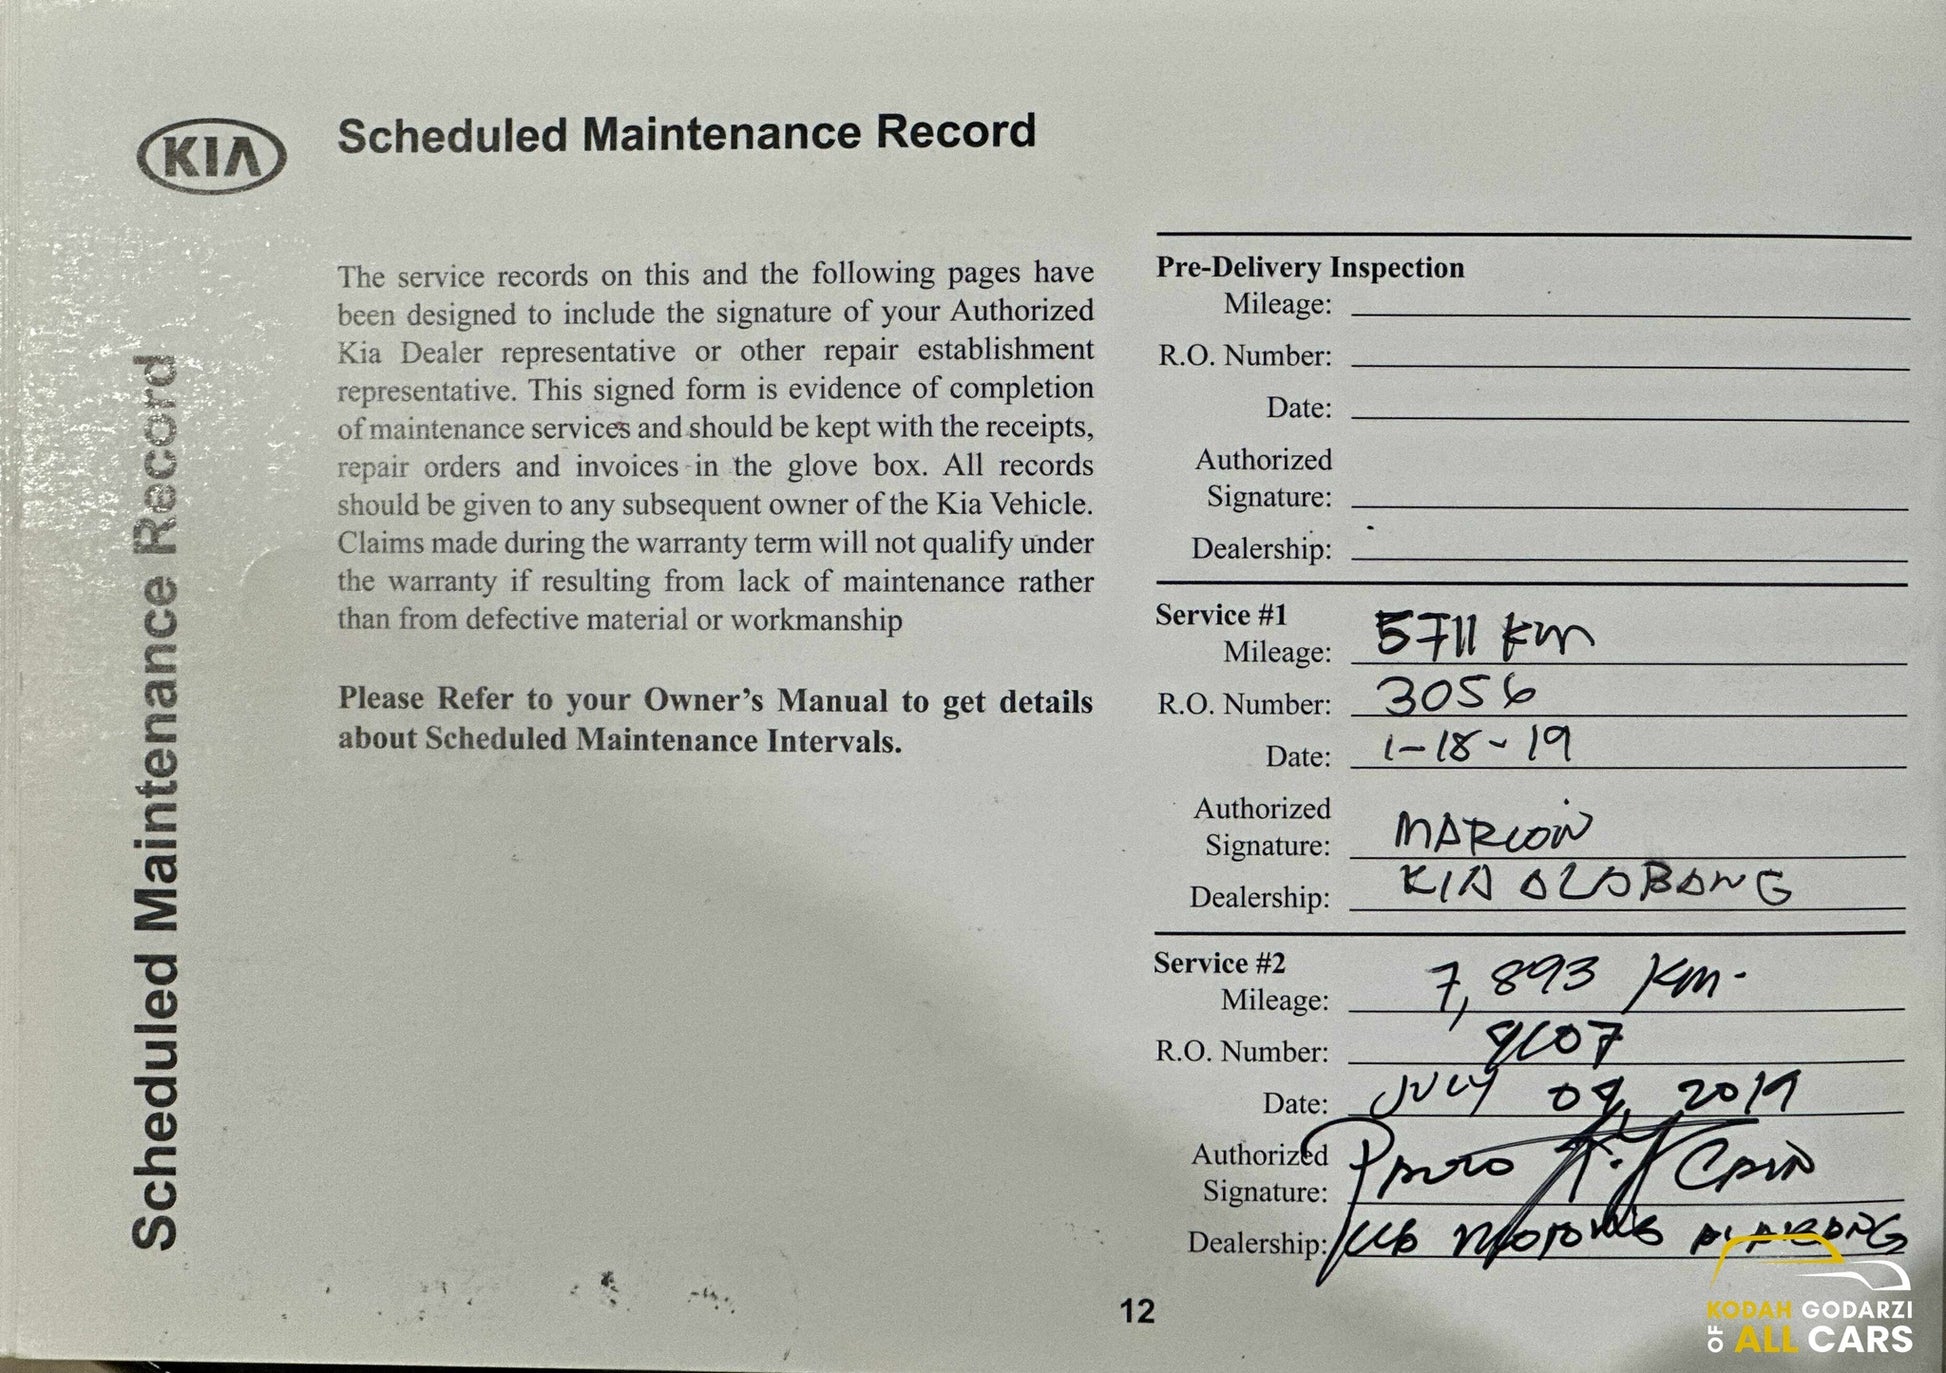 KIA
Scheduled Maintenance Record
Scheduled Maintenance Record
The service records on this and the following pages have
been designed to include the signature of your Authorized
Kia Dealer representative or other repair establishment
representative. This signed form is evidence of completion
of maintenance services and should be kept with the receipts,
repair orders and invoices in the glove box. All records
should be given to any subsequent owner of the Kia Vehicle.
Claims made during the warranty term will not qualify under
the warranty if resulting from lack of maintenance rather
than from defective material or workmanship
Please Refer to your Owner's Manual to get details
about Scheduled Maintenance Intervals.
Pre-Delivery Inspection
Mileage:
R.O. Number:
Date:
Authorized
Signature:
Dealership:
Service #1
Mileage: 5711 km
R.O. Number: 3056
Date: 1-18-19
Authorized
Signature: MARLON
Dealership: KIA ALABANG
Service #2
Mileage: 7,893 km.
R.O. Number:
Date: JULY 09, 2019
Authorized
Signature:
Dealership: MOTORS ALABANG
12
KODAH GODARZI
OF ALL CARS